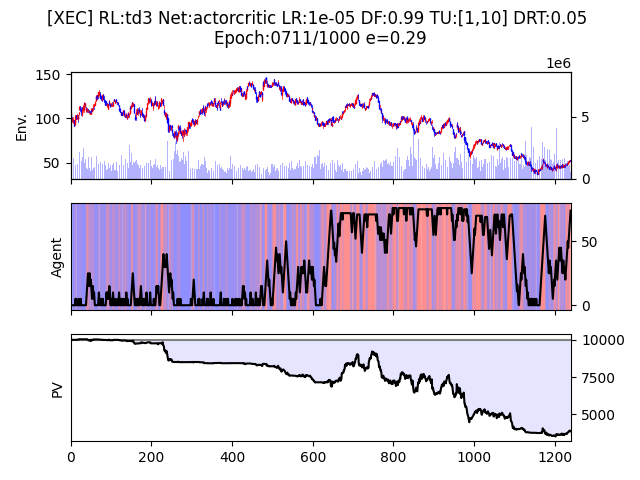 [XEC] RL:td3 Net:actorcritic LR:1e-05 DF:0.99 TU:[1,10] DRT:0.05
Epoch:0711/1000 e=0.29
1e6
150
100
50
Env.
5
0
Agent
50
0
PV
10000
7500
5000
0
200
400
600
800
1000
1200